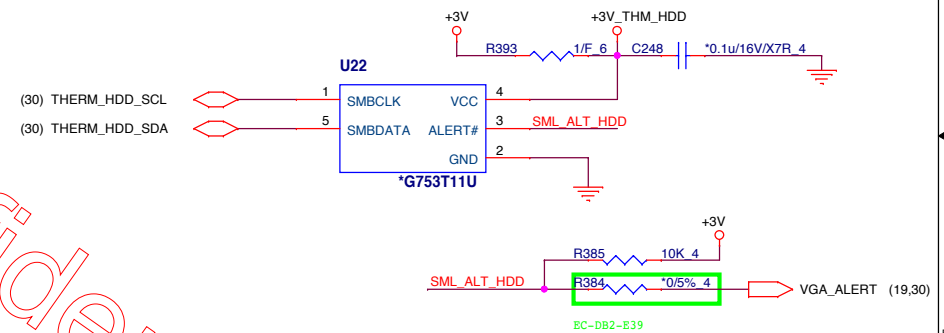 +3V
+3V_THM_HDD
R393
1/F_6
C248
*0.1u/16V/X7R_4
U22
(30) THERM_HDD_SCL
1
SMBCLK
VCC
4
(30) THERM_HDD_SDA
5
SMBDATA
ALERT#
3
SML_ALT_HDD
GND
2
*G753T11U
+3V
R385
10K_4
SML_ALT_HDD
R384
*0/5%_4
VGA_ALERT (19,30)
EC-DB2-E39